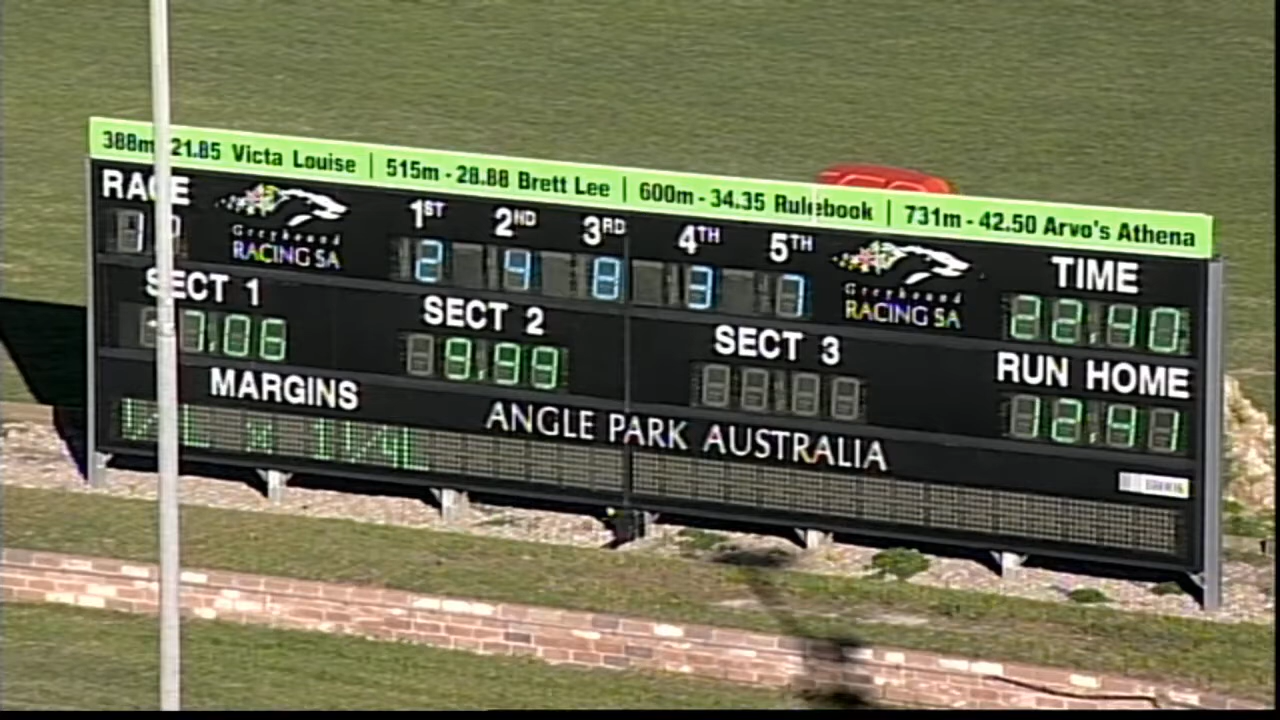 388m 21.85 Victa Louise | 515m - 28.88 Brett Lee | 600m - 34.35 Rulebook | 731m - 42.50 Arvo's Athena
RACE 1ST 2ND 3RD 4TH 5TH TIME
Greyhound RACING SA 2 4 8 3 7 Greyhound RACING SA 22.40
SECT 1 SECT 2 SECT 3 RUN HOME
7.06 9.99 12.41
MARGINS ANGLE PARK AUSTRALIA